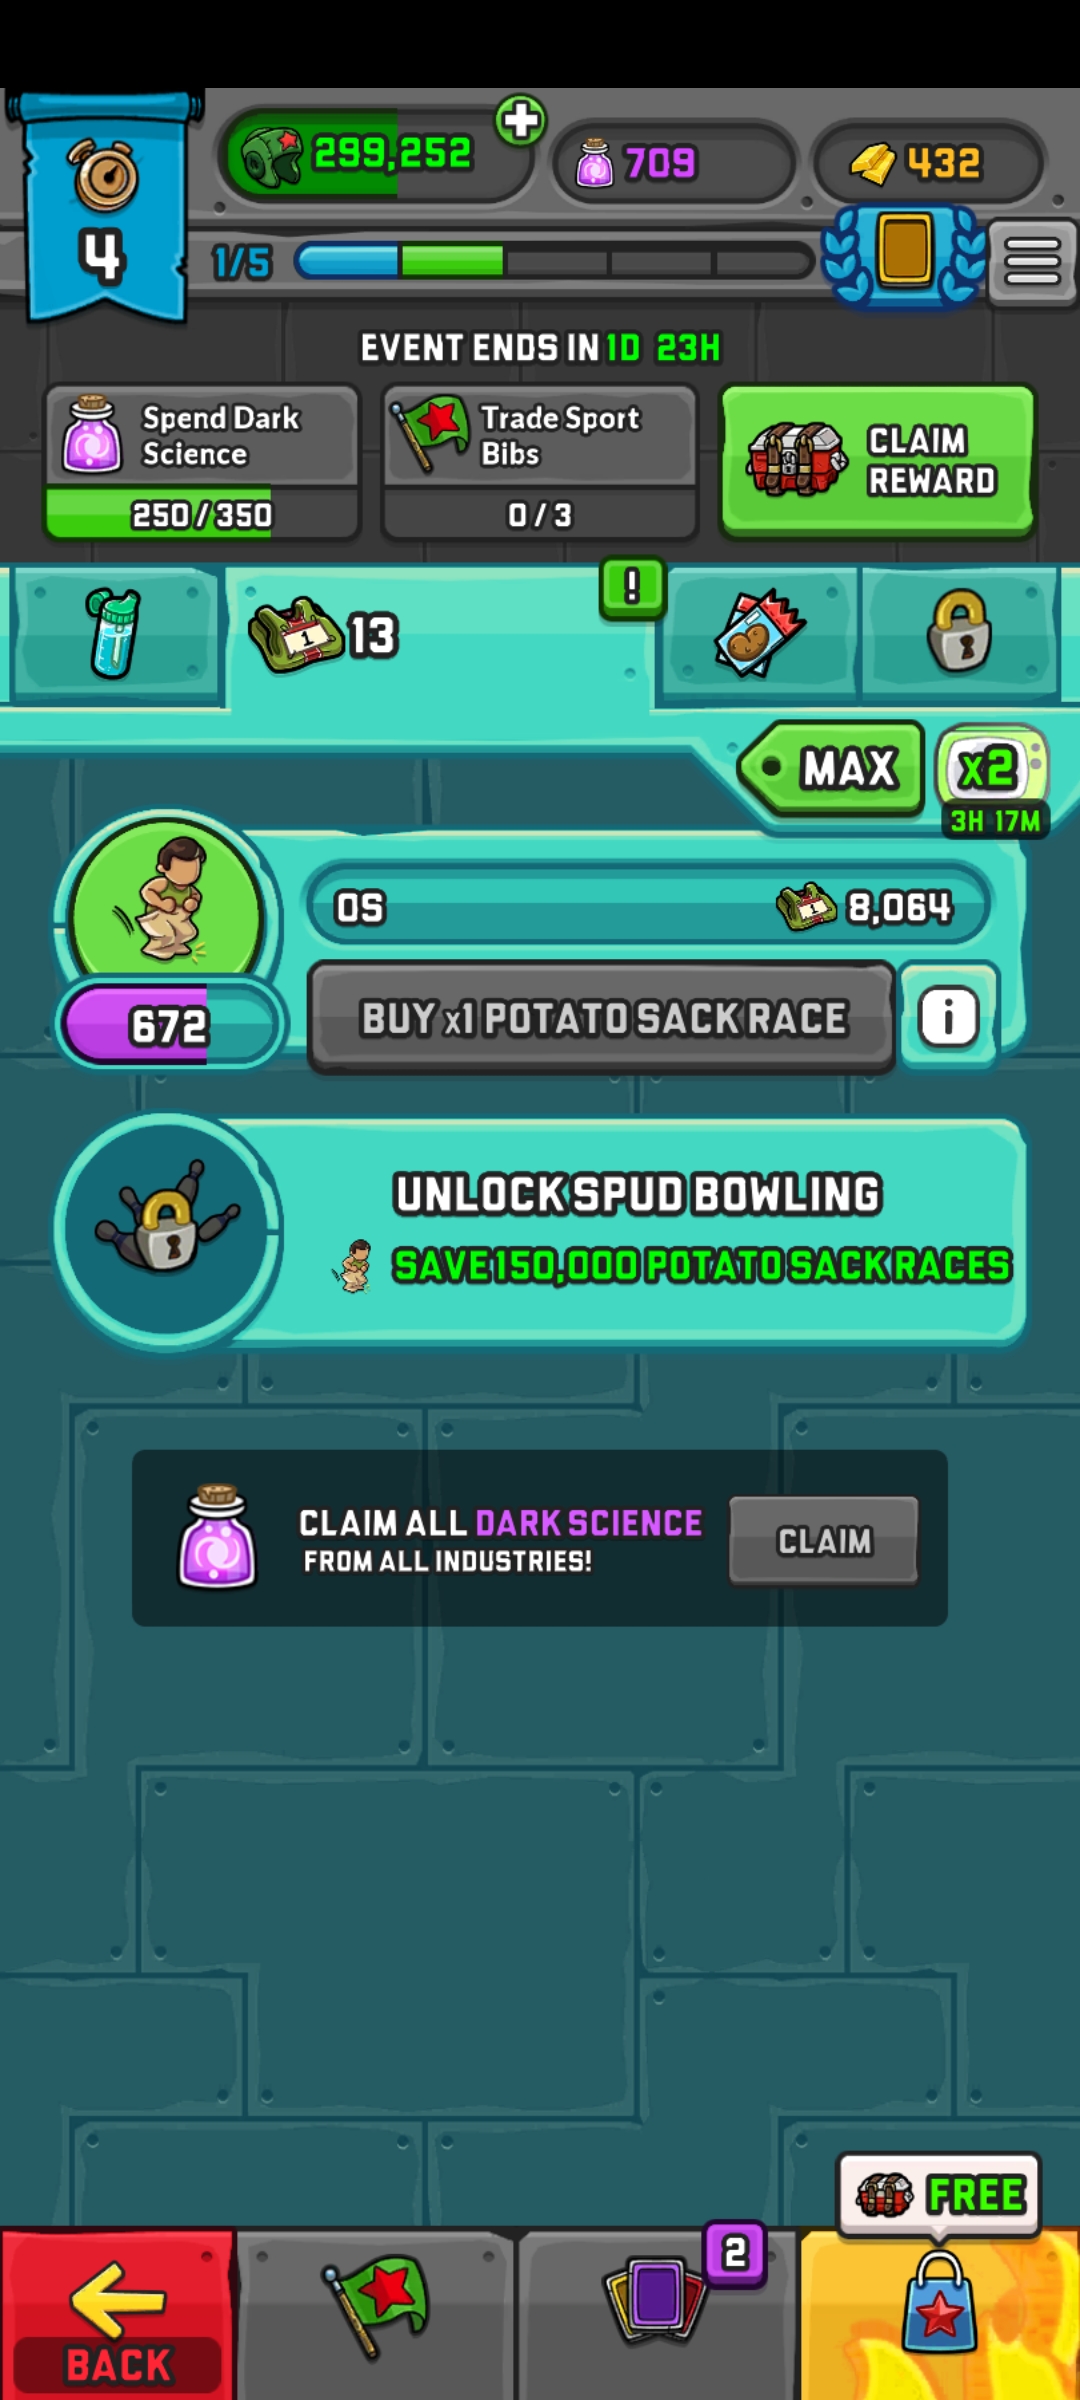 299,252
709
432
4
1/5
EVENT ENDS IN 1D 23H
Spend Dark
Science
250/350
Trade Sport
Bibs
0/3
CLAIM
REWARD
1
13
!
MAX
x2
3H 17M
0S
1
8,064
672
BUY x1 POTATO SACK RACE
i
UNLOCK SPUD BOWLING
SAVE 150,000 POTATO SACK RACES
CLAIM ALL DARK SCIENCE
FROM ALL INDUSTRIES!
CLAIM
FREE
2
BACK